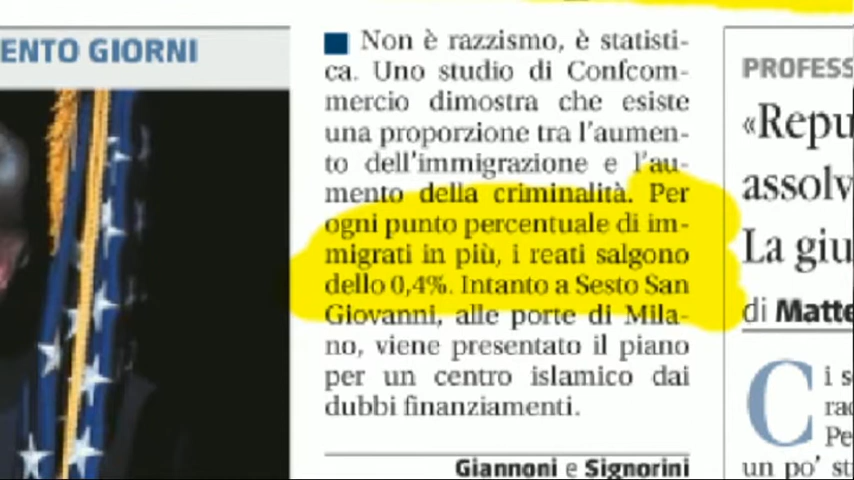 ENTO GIORNI
■ Non è razzismo, è statisti-
ca. Uno studio di Confcom-
mercio dimostra che esiste
una proporzione tra l'aumen-
to dell'immigrazione e l'au-
mento della criminalità. Per
ogni punto percentuale di im-
migrati in più, i reati salgono
dello 0,4%. Intanto a Sesto San
Giovanni, alle porte di Mila-
no, viene presentato il piano
per un centro islamico dai
dubbi finanziamenti.
Giannoni e Signorini
PROFESS
«Repu
assolv
La giu
di Matte
Ci s
rac
Pe
un po' st